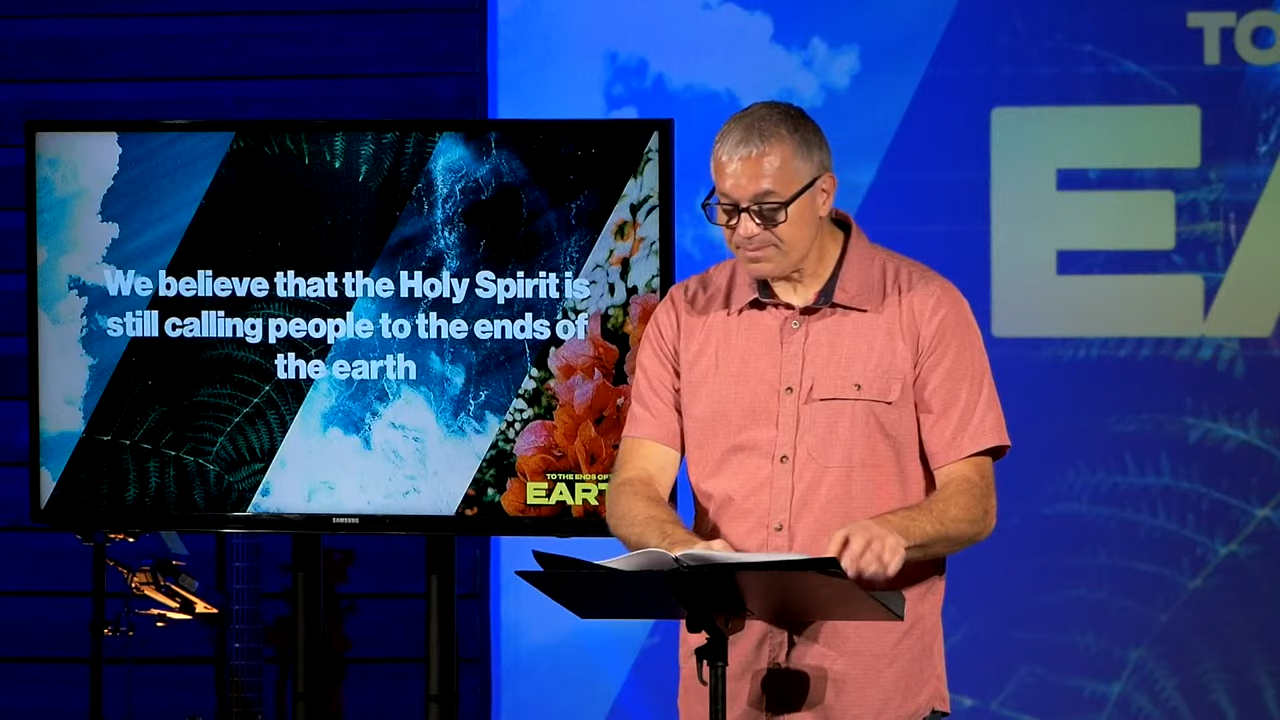 We believe that the Holy Spirit is
still calling people to the ends of
the earth
TO THE ENDS OF
EART
SAMSUNG
TO
EA